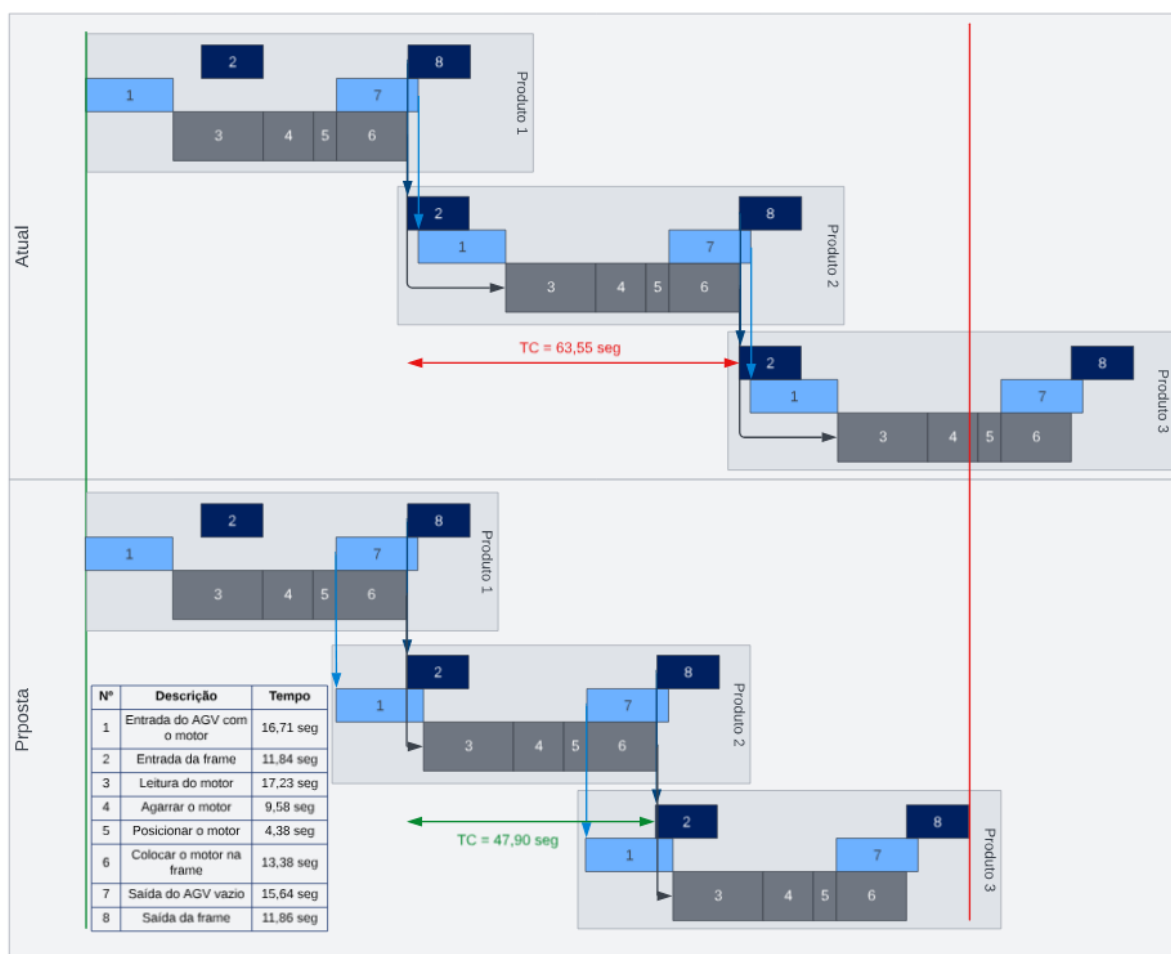 Atual
2
8
1
7
3 4 5 6
Produto 1
2
8
1
7
3 4 5 6
Produto 2
TC = 63,55 seg
2
8
1
7
3 4 5 6
Produto 3
Prposta
2
8
1
7
3 4 5 6
Produto 1
2
8
1
7
3 4 5 6
Produto 2
TC = 47,90 seg
2
8
1
7
3 4 5 6
Produto 3
Nº Descrição Tempo
1 Entrada do AGV com
o motor 16,71 seg
2 Entrada da frame 11,84 seg
3 Leitura do motor 17,23 seg
4 Agarrar o motor 9,58 seg
5 Posicionar o motor 4,38 seg
6 Colocar o motor na
frame 13,38 seg
7 Saída do AGV vazio 15,64 seg
8 Saída da frame 11,86 seg